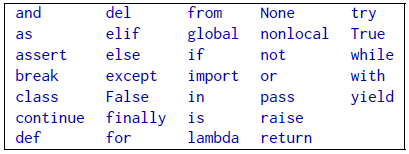 and del from None try
as elif global nonlocal True
assert else if not while
break except import or with
class False in pass yield
continue finally is raise
def for lambda return